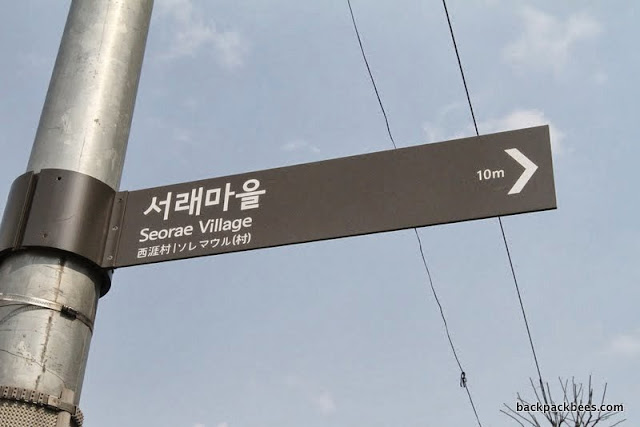 서래마을
Seorae Village
西涯村|ソレマウル(村)
10m
backpackbees.com